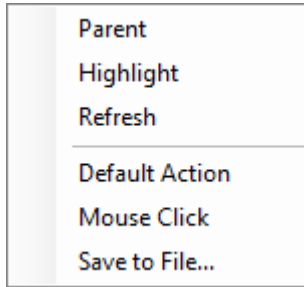 Parent
Highlight
Refresh
Default Action
Mouse Click
Save to File...